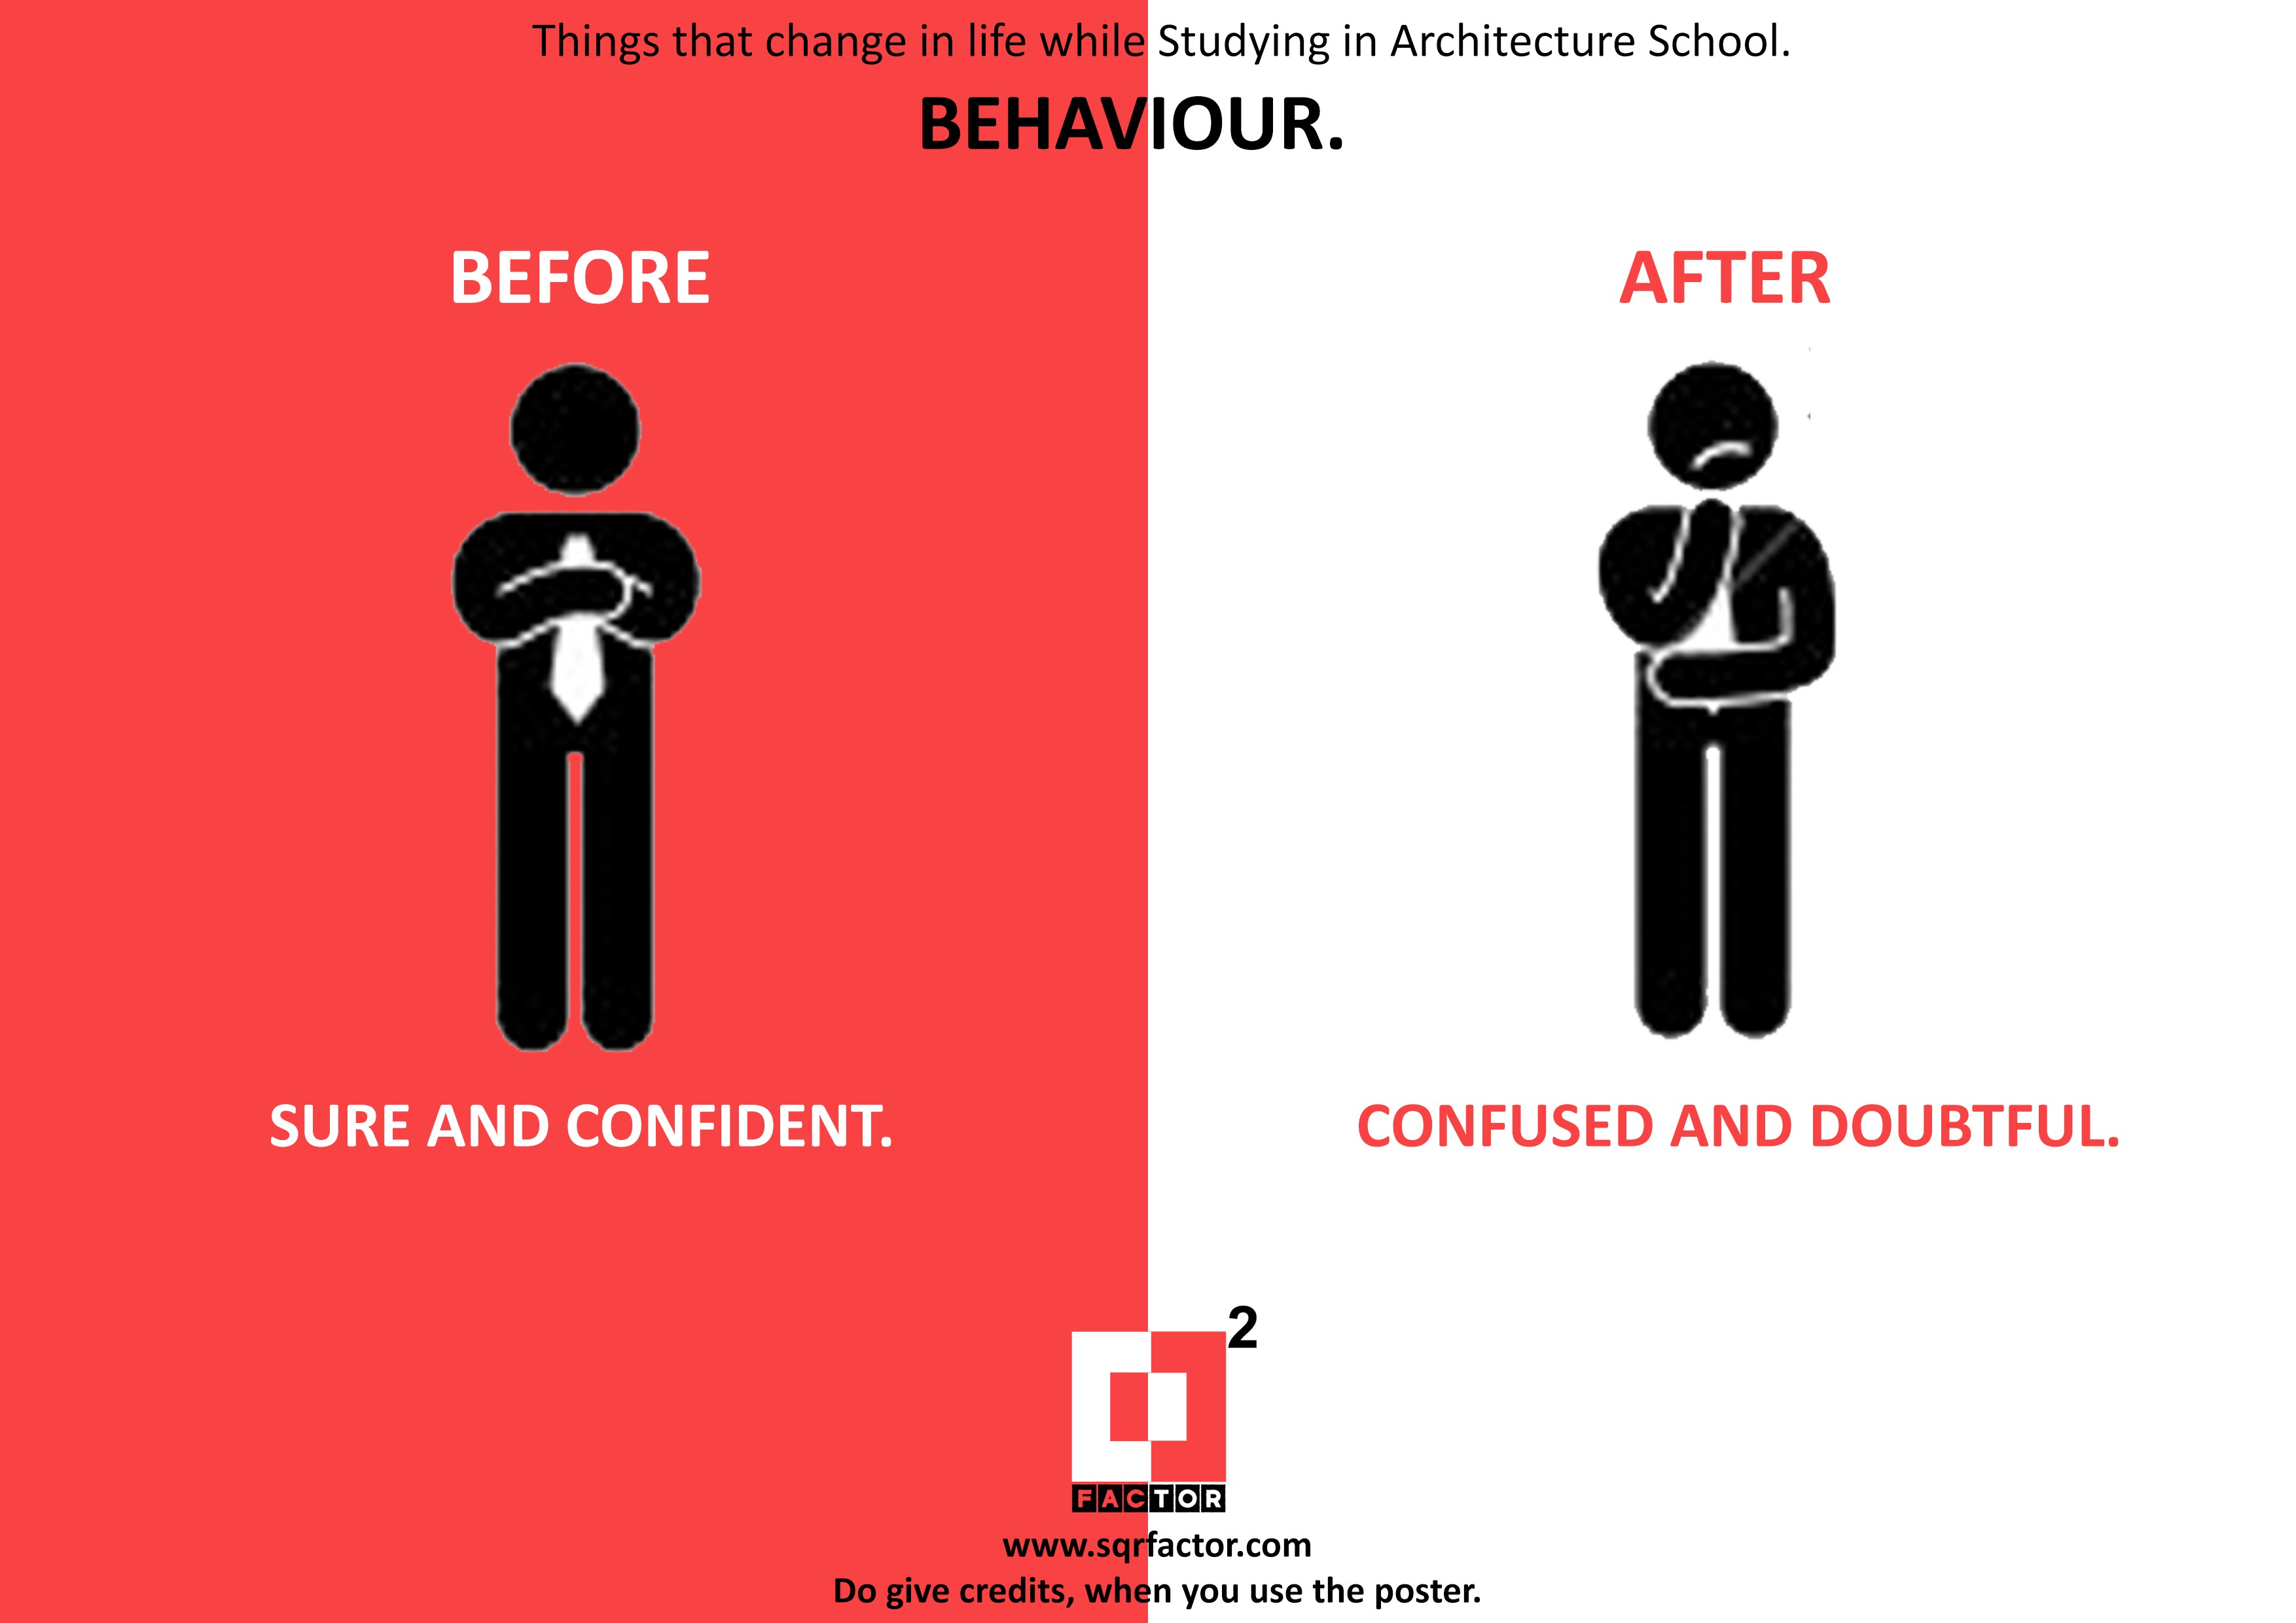 Things that change in life while Studying in Architecture School.
BEHAVIOUR.
BEFORE
AFTER
SURE AND CONFIDENT.
CONFUSED AND DOUBTFUL.
2
FACTOR
www.sqrfactor.com
Do give credits, when you use the poster.